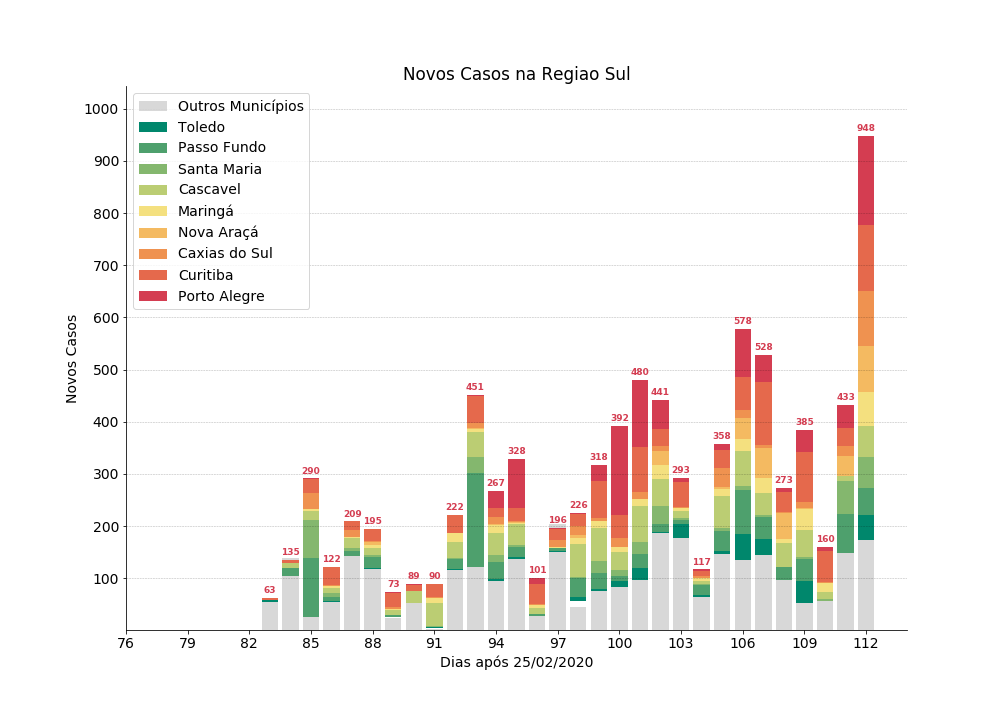 Novos Casos na Regiao Sul
Novos Casos
1000
900
800
700
600
500
400
300
200
100
Outros Municípios
Toledo
Passo Fundo
Santa Maria
Cascavel
Maringá
Nova Araçá
Caxias do Sul
Curitiba
Porto Alegre
63
135
290
122
209
195
73
89
90
222
451
267
328
101
196
226
318
392
480
441
293
117
358
578
528
273
385
160
433
948
76 79 82 85 88 91 94 97 100 103 106 109 112
Dias após 25/02/2020